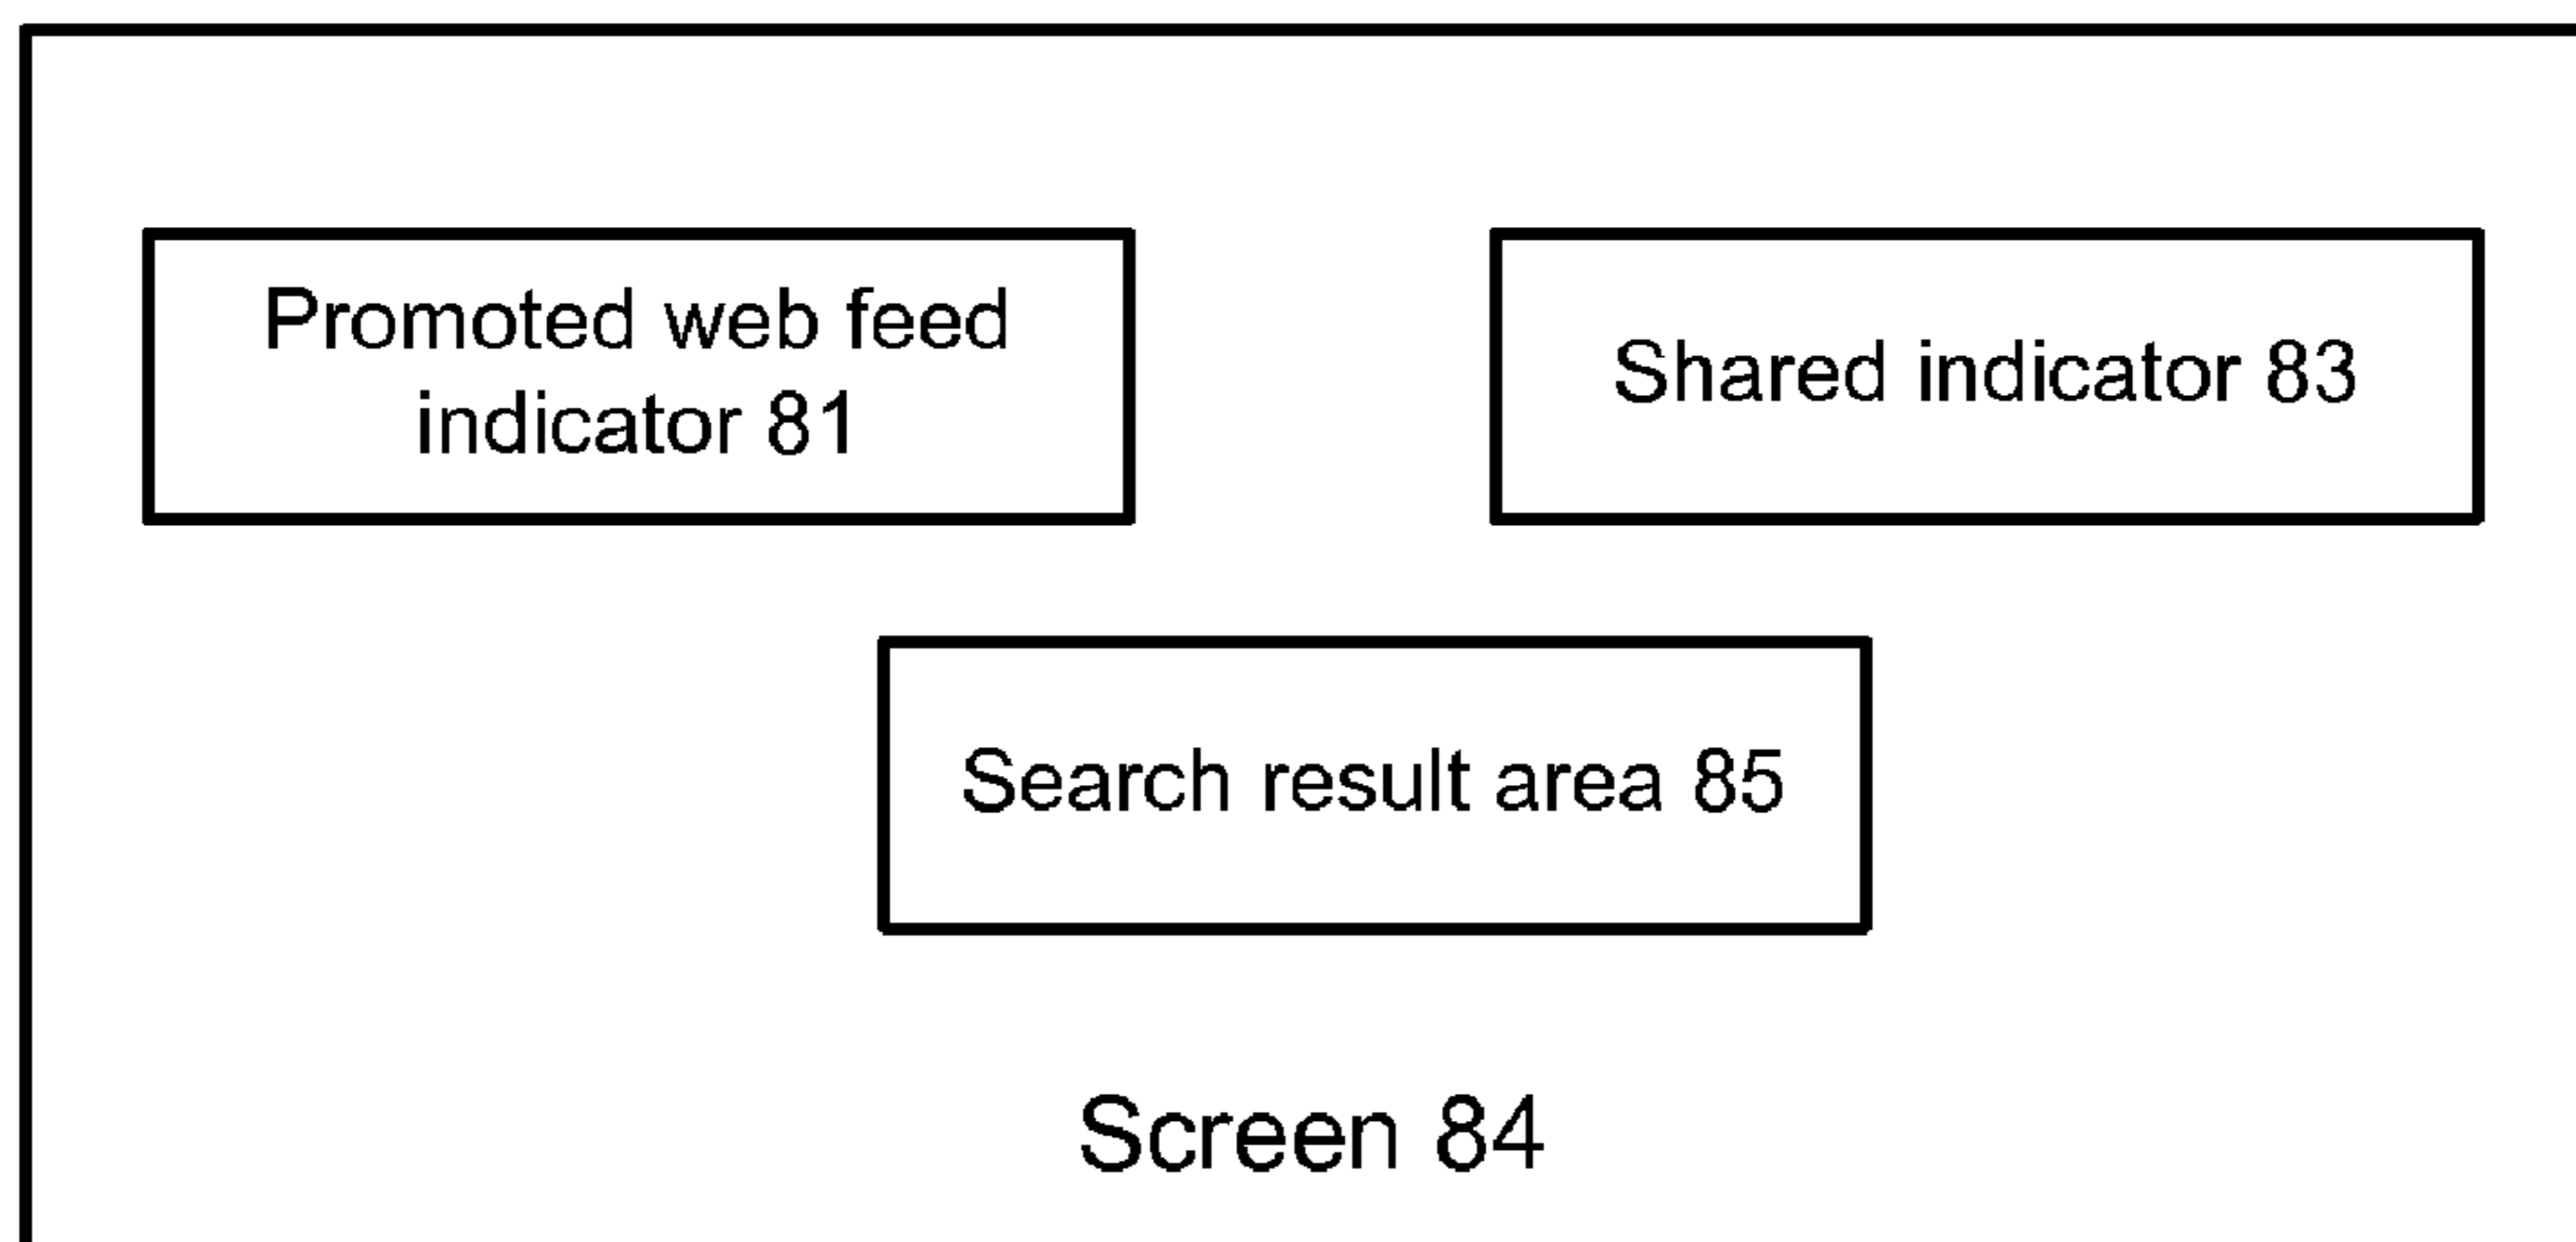 Promoted web feed
indicator 81
Shared indicator 83
Search result area 85
Screen 84